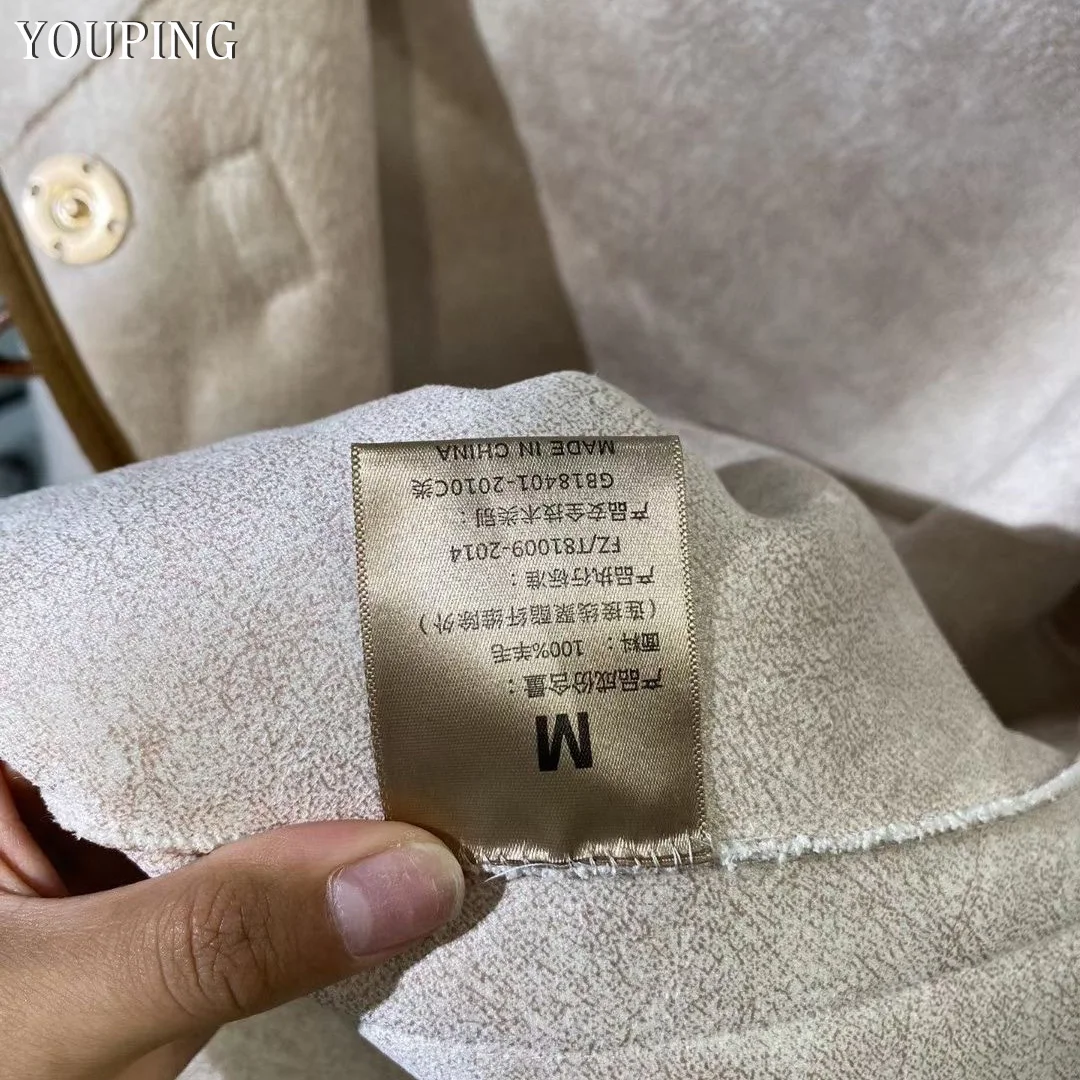 YOUPING
M
产品成份含量：
面料：100%羊毛
（连接线聚酯纤维除外）
产品执行标准：
FZ/T81009-2014
产品安全技术类别：
GB18401-2010C类
MADE IN CHINA